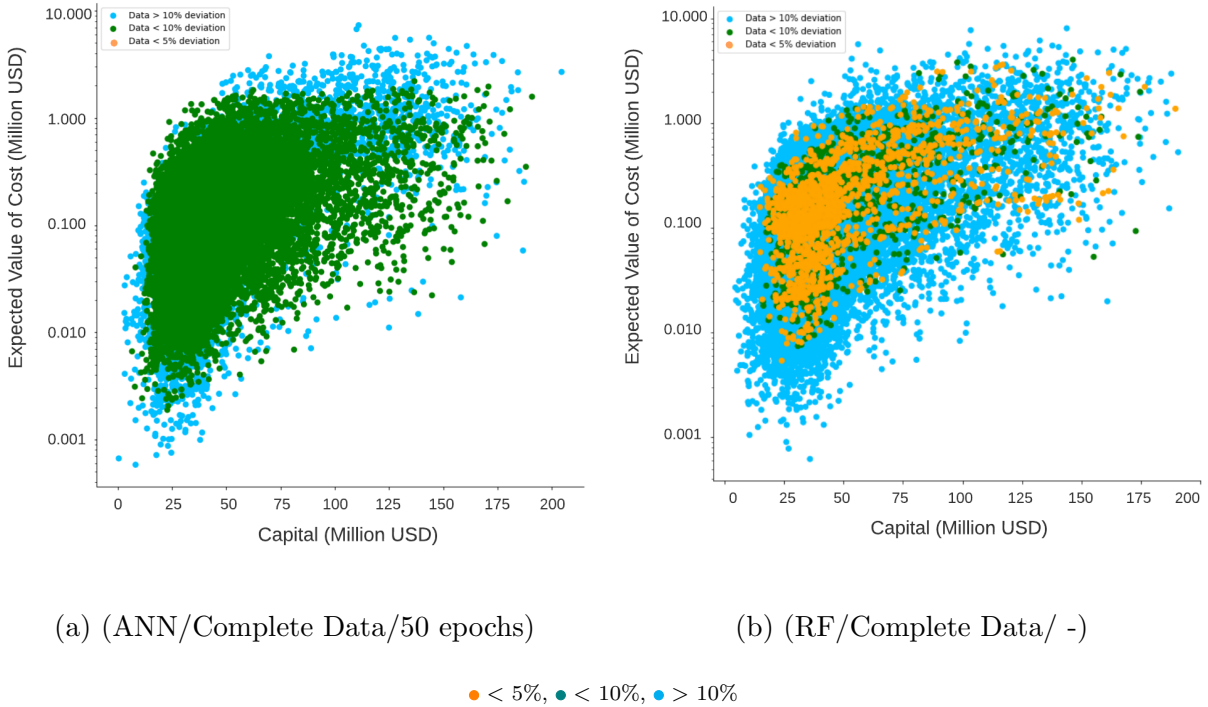 10.000
1.000
0.100
0.010
0.001
Expected Value of Cost (Million USD)
Data > 10% deviation
Data < 10% deviation
Data < 5% deviation
0 25 50 75 100 125 150 175 200
Capital (Million USD)
(a) (ANN/Complete Data/50 epochs)
10.000
1.000
0.100
0.010
0.001
Expected Value of Cost (Million USD)
Data > 10% deviation
Data < 10% deviation
Data < 5% deviation
0 25 50 75 100 125 150 175 200
Capital (Million USD)
(b) (RF/Complete Data/ -)
< 5%, < 10%, > 10%